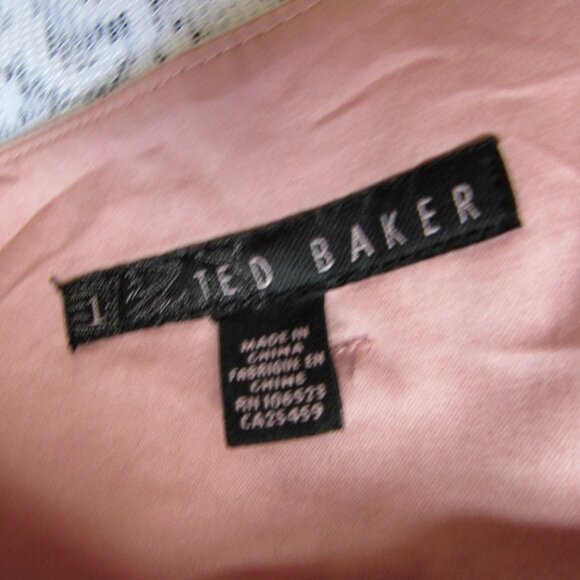 1 TED BAKER
MADE IN
CHINA
FABRIQUE EN
CHINE
RN 106523
CA25459